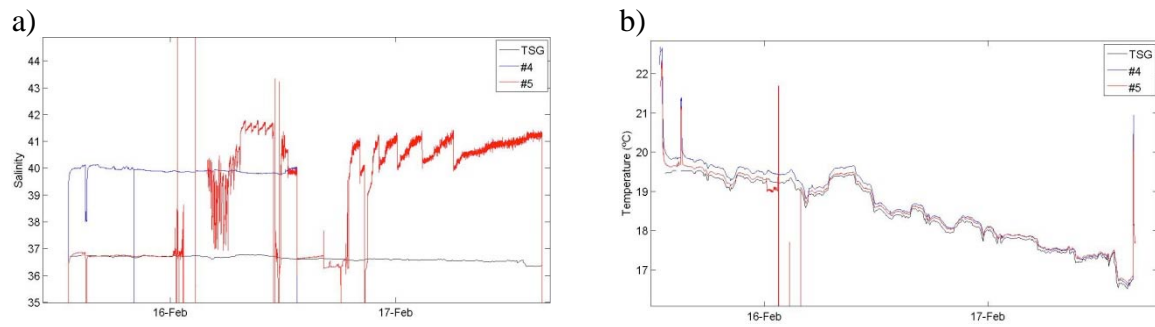 a)
44
43
42
41
40
39
38
37
36
35
Salinity
16-Feb
17-Feb
TSG
#4
#5
b)
22
21
20
19
18
17
Temperature (ºC)
16-Feb
17-Feb
TSG
#4
#5